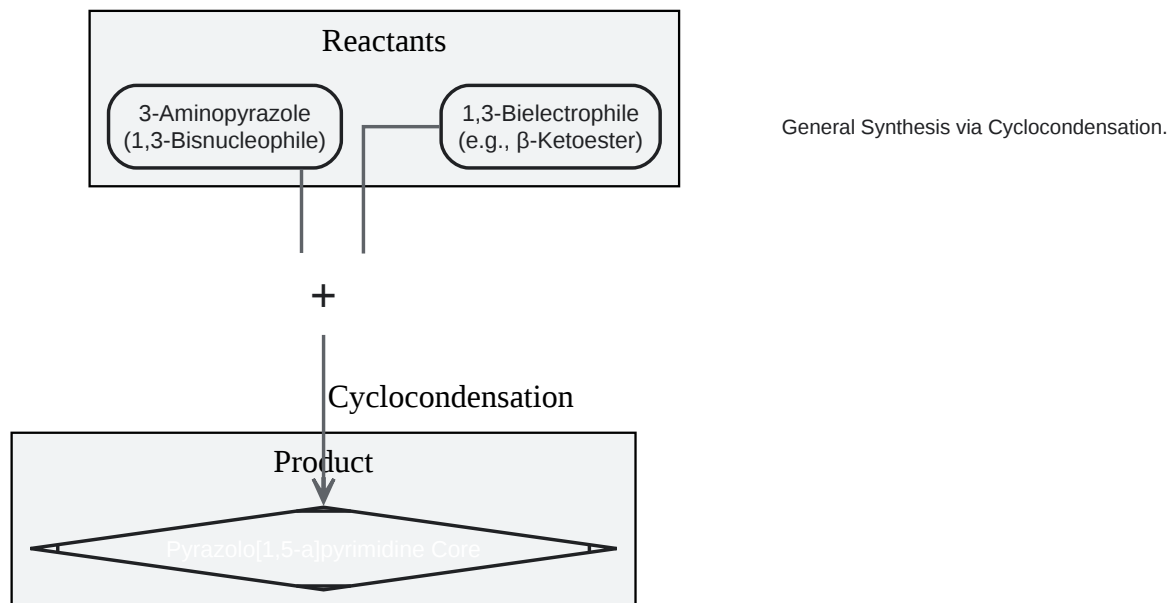 Reactants
3-Aminopyrazole
(1,3-Bisnucleophile)
1,3-Bielectrophile
(e.g., β-Ketoester)
General Synthesis via Cyclocondensation.
+
Cyclocondensation
Product
Pyrazolo[1,5-a]pyrimidine Core